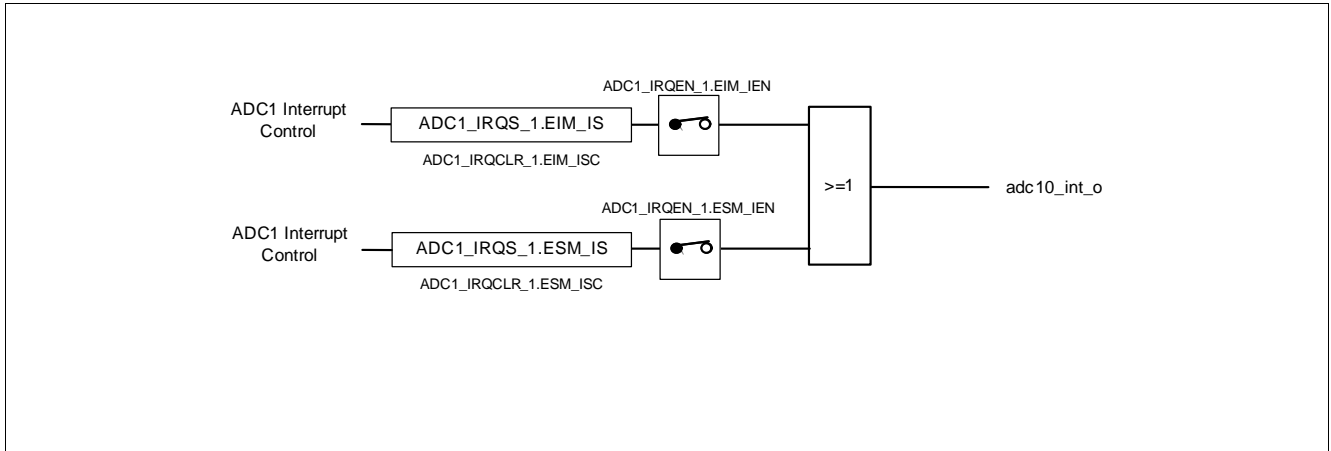 ADC1_IRQEN_1.EIM_IEN
ADC1 Interrupt
Control
ADC1_IRQS_1.EIM_IS
ADC1_IRQCLR_1.EIM_ISC
>=1
adc10_int_o
ADC1_IRQEN_1.ESM_IEN
ADC1 Interrupt
Control
ADC1_IRQS_1.ESM_IS
ADC1_IRQCLR_1.ESM_ISC